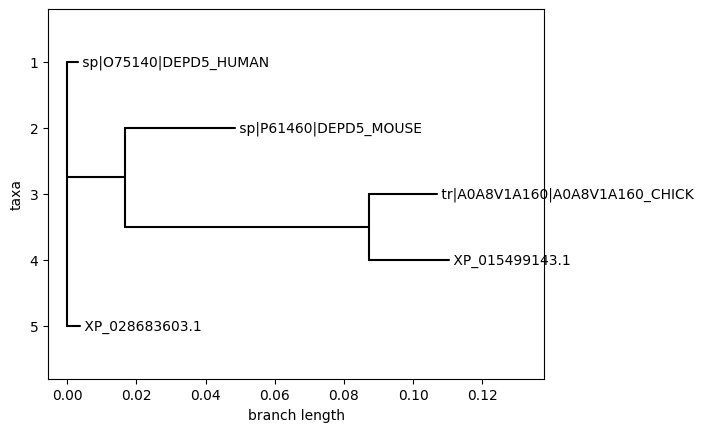 1
sp|O75140|DEPD5_HUMAN
2
sp|P61460|DEPD5_MOUSE
taxa
3
tr|A0A8V1A160|A0A8V1A160_CHICK
4
XP_015499143.1
5
XP_028683603.1
0.00 0.02 0.04 0.06 0.08 0.10 0.12
branch length